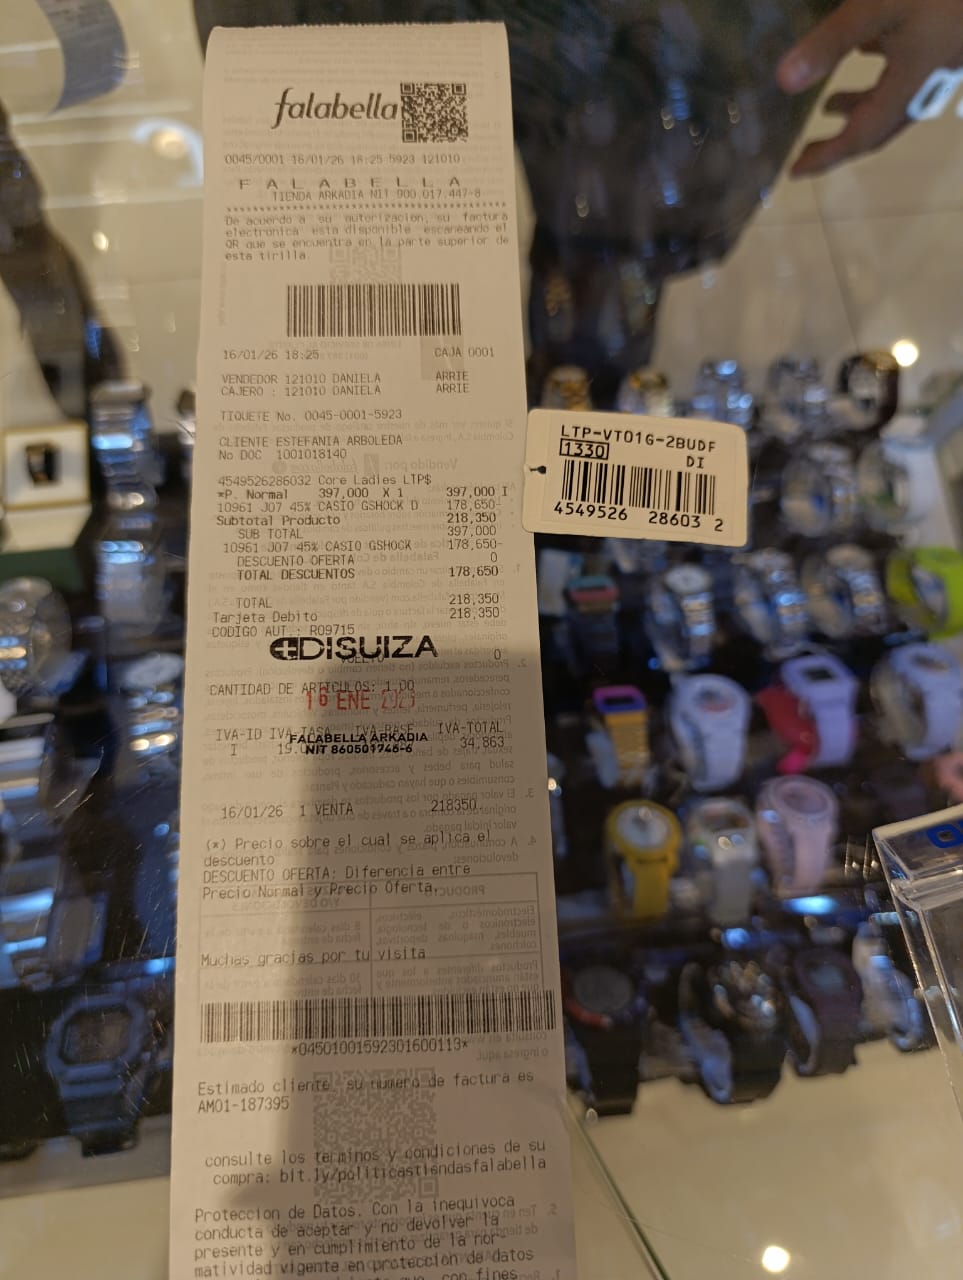 falabella
0045/0001 16/01/26 18:25 5923 121010
F A L A B E L L A
TIENDA ARKADIA NIT 900.017.447-8
De acuerdo a su autorizacion, su factura
electronica esta disponible escaneando el
QR que se encuentra en la parte superior de
esta tirilla.
16/01/26 18:25 CAJA 0001
VENDEDOR 121010 DANIELA ARRIE
CAJERO : 121010 DANIELA ARRIE
TIQUETE No. 0045-0001-5923
CLIENTE ESTEFANIA ARBOLEDA
No DOC 1001018140
4549526286032 Core Ladies LTP$
*P. Normal 397,000 X 1 397,000 I
10961 J07 45% CASIO GSHOCK D 178,650-
Subtotal Producto 218,350
SUB TOTAL 397,000
10961 J07 45% CASIO GSHOCK 178,650-
DESCUENTO OFERTA 0
TOTAL DESCUENTOS 178,650
TOTAL 218,350
Tarjeta Debito 218,350
CODIGO AUT.: R09715
DISUIZA
VUELTO 0
CANTIDAD DE ARTICULOS: 1.00
16 ENE
IVA-ID IVA-TASA IVA-BASE IVA-TOTAL
FALABELLA ARKADIA
I 19.0 34,863
NIT 860501746-6
16/01/26 1 VENTA 218350
(*) Precio sobre el cual se aplica el
descuento
DESCUENTO OFERTA: Diferencia entre
Precio Normal y Precio Oferta.
Muchas gracias por tu visita
*04501001592301600113*
Estimado cliente, su numero de factura es
AM01-187395
consulte los terminos y condiciones de su
compra: bit.ly/politicastiendasfalabella
Proteccion de Datos. Con la inequivoca
conducta de aceptar y no devolver la
presente y en cumplimiento de la nor-
matividad vigente en proteccion de datos
que, con fines
LTP-VT01G-2BUDF
1330 DI
4549526 28603 2